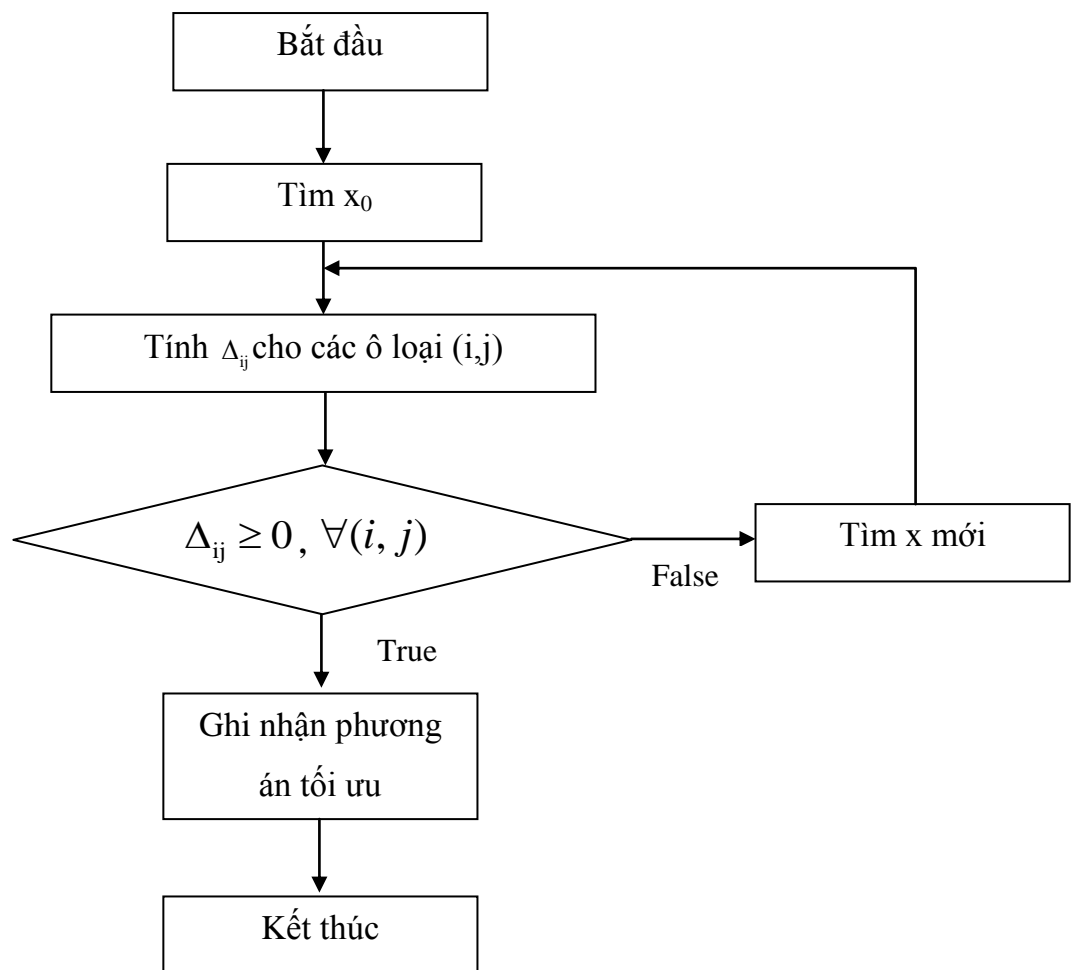 Bắt đầu
Tìm x₀
Tính Δᵢⱼ cho các ô loại (i,j)
Δᵢⱼ ≥ 0, ∀(i, j)
Tìm x mới
False
True
Ghi nhận phương
án tối ưu
Kết thúc